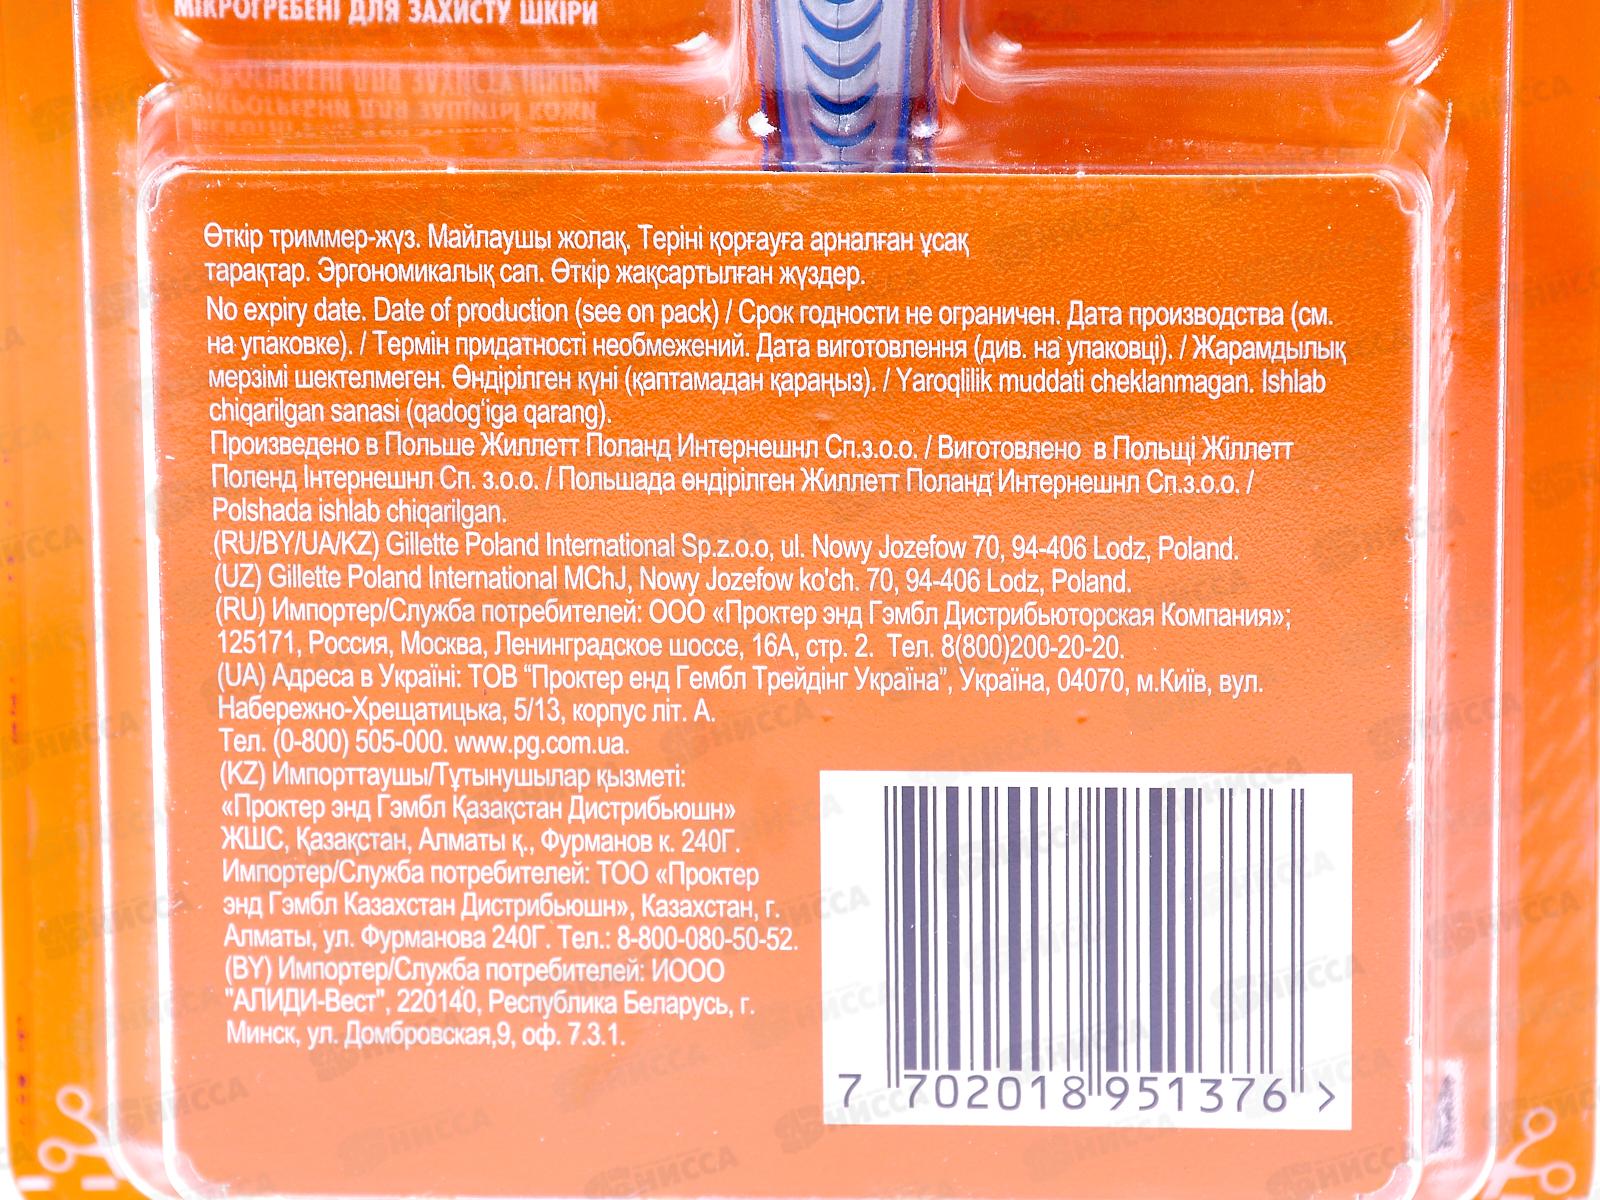 МІКРОГРЕБЕНІ ДЛЯ ЗАХИСТУ ШКІРИ
Өткір триммер-жүз. Майлаушы жолақ. Теріні қорғауға арналған ұсақ
тарақтар. Эргономикалық сап. Өткір жақсартылған жүздер.
No expiry date. Date of production (see on pack) / Срок годности не ограничен. Дата производства (см.
на упаковке). / Термін придатності необмежений. Дата виготовлення (див. на упаковці). / Жарамдылық
мерзімі шектелмеген. Өндірілген күні (қаптамадан қараңыз). / Yaroqlilik muddati cheklanmagan. Ishlab
chiqarilgan sanasi (qadog‘iga qarang).
Произведено в Польше Жиллетт Поланд Интернешнл Сп.з.о.о. / Виготовлено в Польщі Жіллетт
Поленд Інтернешнл Сп. з.о.о. / Польшада өндірілген Жиллетт Поланд Интернешнл Сп.з.о.о. /
Polshada ishlab chiqarilgan.
(RU/BY/UA/KZ) Gillette Poland International Sp.z.o.o, ul. Nowy Jozefow 70, 94-406 Lodz, Poland.
(UZ) Gillette Poland International MChJ, Nowy Jozefow ko'ch. 70, 94-406 Lodz, Poland.
(RU) Импортер/Служба потребителей: ООО «Проктер энд Гэмбл Дистрибьюторская Компания»;
125171, Россия, Москва, Ленинградское шоссе, 16А, стр. 2. Тел. 8(800)200-20-20.
(UA) Адреса в Україні: ТОВ “Проктер енд Гембл Трейдінг Україна”, Україна, 04070, м.Київ, вул.
Набережно-Хрещатицька, 5/13, корпус літ. А.
Тел. (0-800) 505-000. www.pg.com.ua.
(KZ) Импорттаушы/Тұтынушылар қызметі:
«Проктер энд Гэмбл Қазақстан Дистрибьюшн»
ЖШС, Қазақстан, Алматы қ., Фурманов к. 240Г.
Импортер/Служба потребителей: ТОО «Проктер
энд Гэмбл Казахстан Дистрибьюшн», Казахстан, г.
Алматы, ул. Фурманова 240Г. Тел.: 8-800-080-50-52.
(BY) Импортер/Служба потребителей: ИООО
"АЛИДИ-Вест", 220140, Республика Беларусь, г.
Минск, ул. Домбровская,9, оф. 7.3.1.
7 702018 951376 >